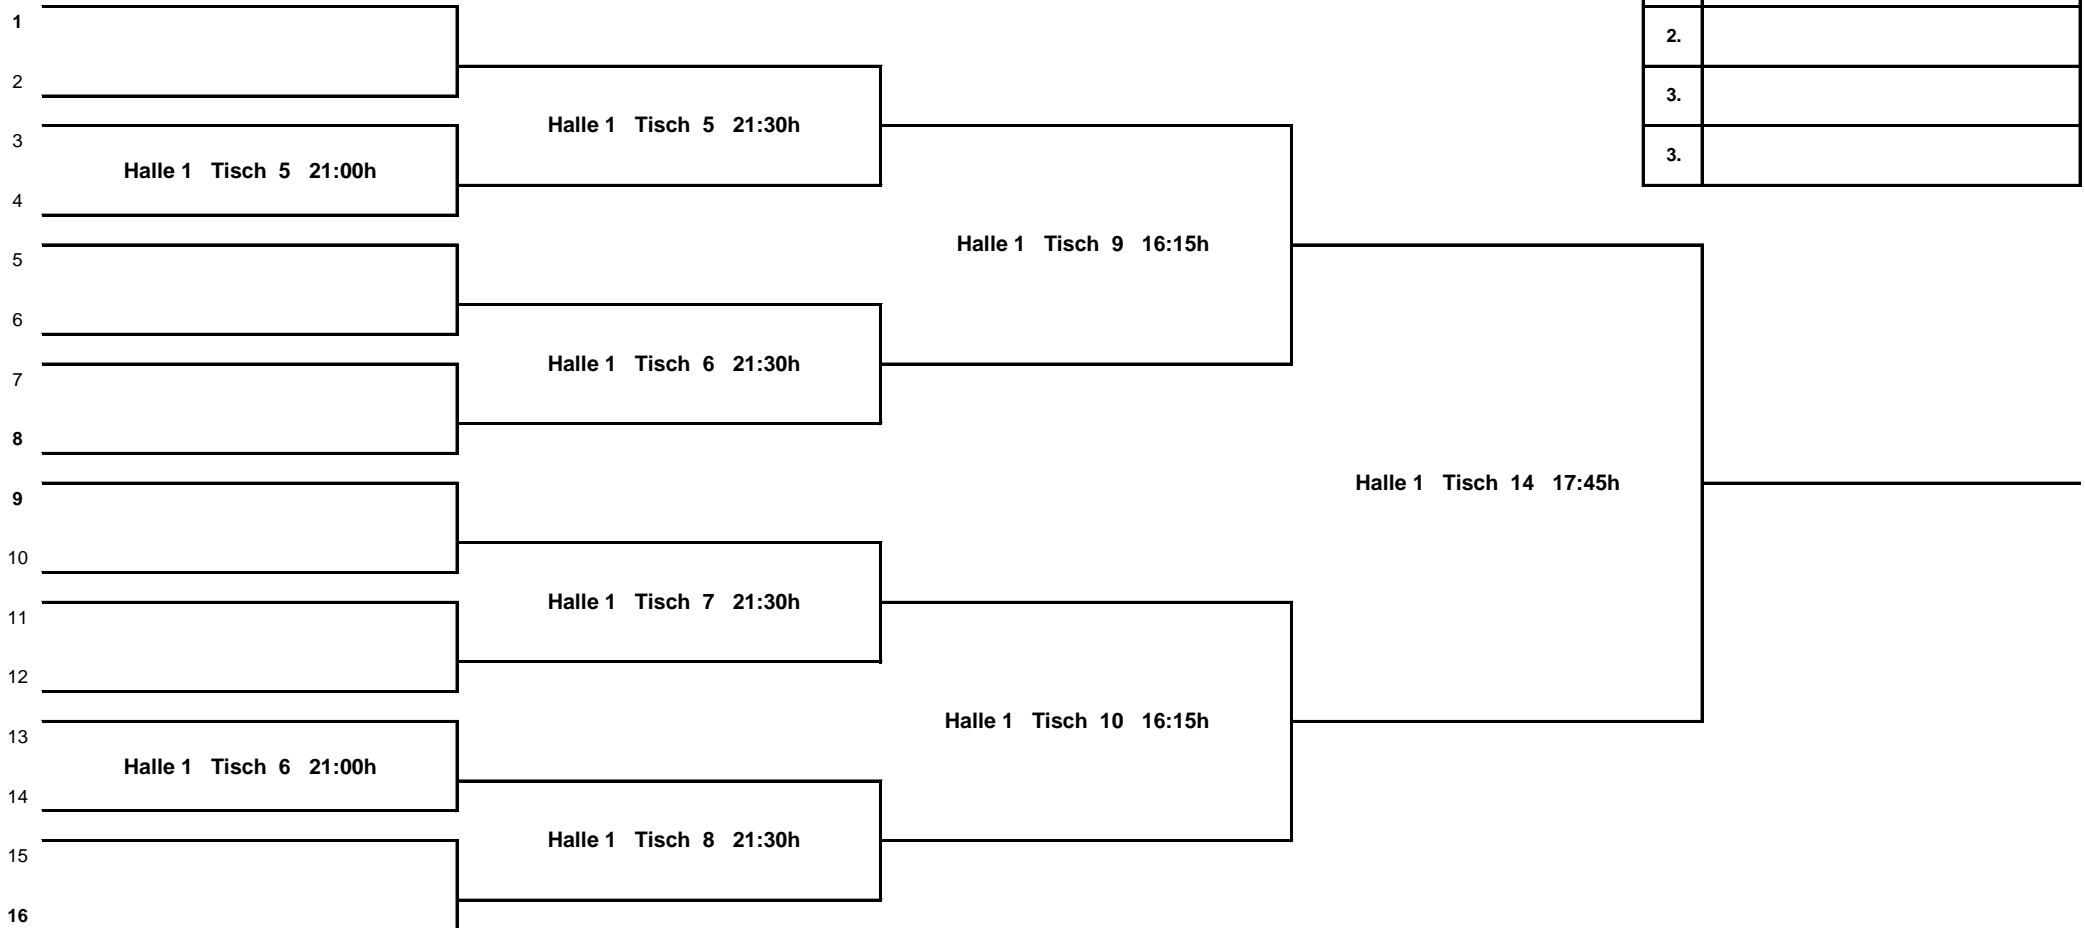 1
2.
2
3.
Halle 1 Tisch 5 21:30h
3
3.
Halle 1 Tisch 5 21:00h
4
Halle 1 Tisch 9 16:15h
5
6
Halle 1 Tisch 6 21:30h
7
8
Halle 1 Tisch 14 17:45h
9
10
Halle 1 Tisch 7 21:30h
11
12
Halle 1 Tisch 10 16:15h
13
Halle 1 Tisch 6 21:00h
14
Halle 1 Tisch 8 21:30h
15
16